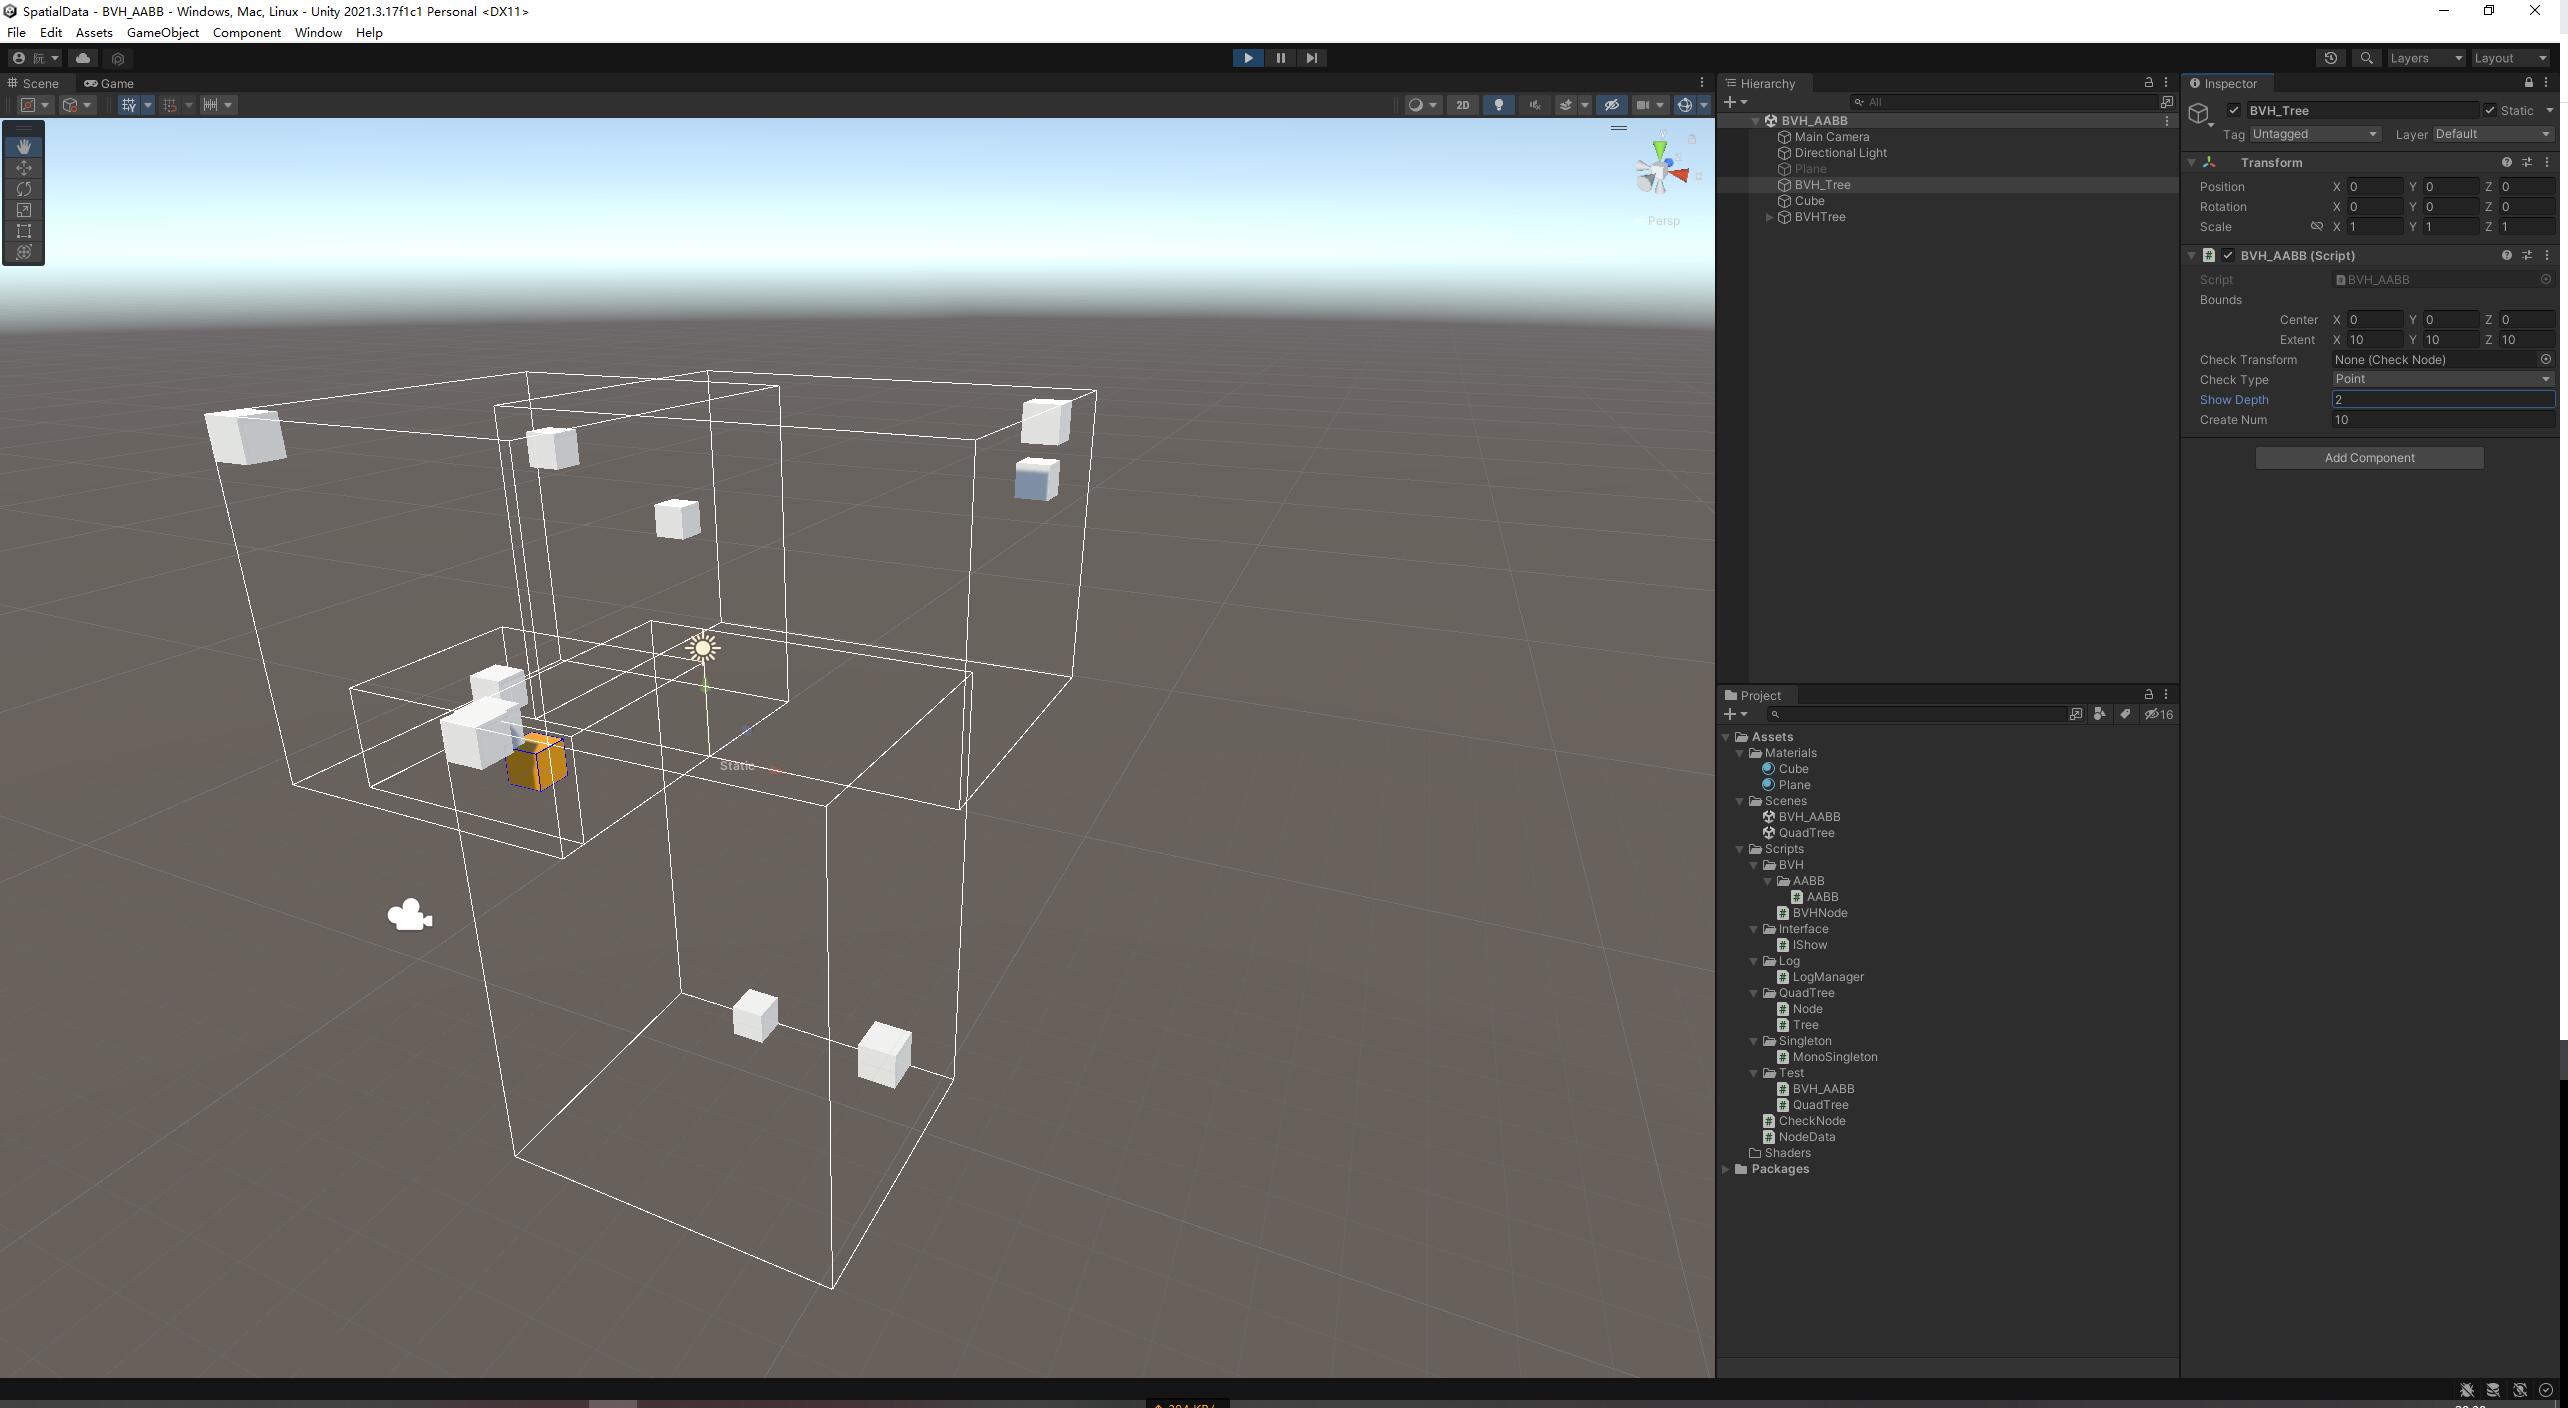 SpatialData - BVH_AABB - Windows, Mac, Linux - Unity 2021.3.17f1c1 Personal <DX11>
File Edit Assets GameObject Component Window Help
Layers Layout
Scene Game
2D
y
Persp
Static
Hierarchy
All
BVH_AABB
Main Camera
Directional Light
Plane
BVH_Tree
Cube
BVHTree
Project
16
Assets
Materials
Cube
Plane
Scenes
BVH_AABB
QuadTree
Scripts
BVH
AABB
AABB
BVHNode
Interface
IShow
Log
LogManager
QuadTree
Node
Tree
Singleton
MonoSingleton
Test
BVH_AABB
QuadTree
CheckNode
NodeData
Shaders
Packages
Inspector
BVH_Tree Static
Tag Untagged Layer Default
Transform
Position X 0 Y 0 Z 0
Rotation X 0 Y 0 Z 0
Scale X 1 Y 1 Z 1
# BVH_AABB (Script)
Script BVH_AABB
Bounds
Center X 0 Y 0 Z 0
Extent X 10 Y 10 Z 10
Check Transform None (Check Node)
Check Type Point
Show Depth 2
Create Num 10
Add Component